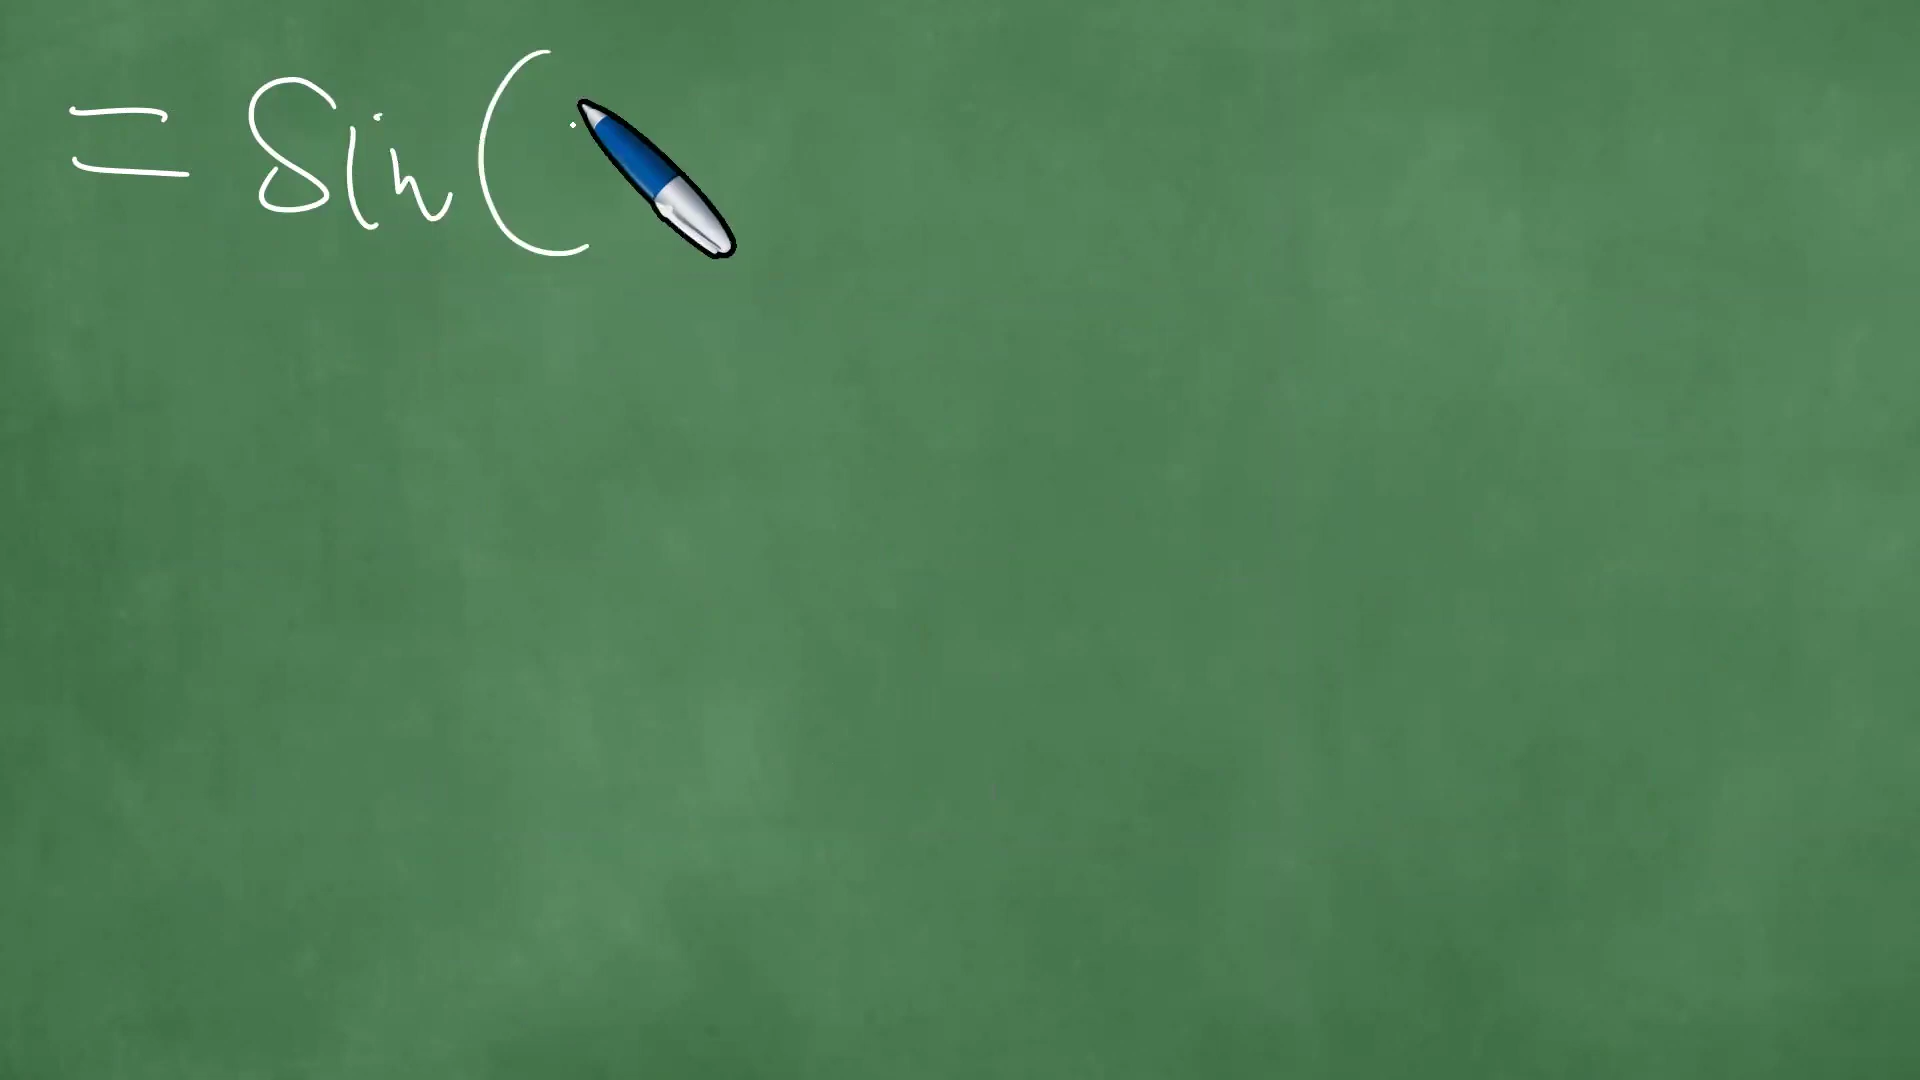 = sin(